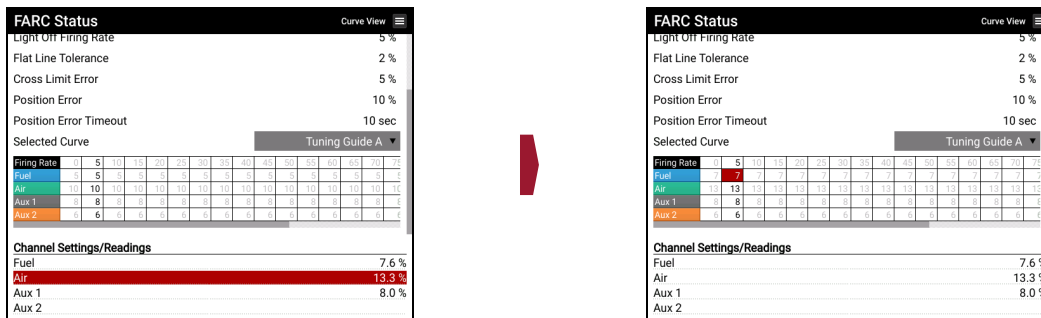 FARC Status Curve View
Light Off Firing Rate 5 %
Flat Line Tolerance 2 %
Cross Limit Error 5 %
Position Error 10 %
Position Error Timeout 10 sec
Selected Curve Tuning Guide A
Firing Rate 0 5 10 15 20 25 30 35 40 45 50 55 60 65 70 75
Fuel 5 5 5 5 5 5 5 5 5 5 5 5 5 5 5 5
Air 10 10 10 10 10 10 10 10 10 10 10 10 10 10 10 10
Aux 1 8 8 8 8 8 8 8 8 8 8 8 8 8 8 8 8
Aux 2 6 6 6 6 6 6 6 6 6 6 6 6 6 6 6 6
Channel Settings/Readings
Fuel 7.6 %
Air 13.3 %
Aux 1 8.0 %
Aux 2
FARC Status Curve View
Light Off Firing Rate 5 %
Flat Line Tolerance 2 %
Cross Limit Error 5 %
Position Error 10 %
Position Error Timeout 10 sec
Selected Curve Tuning Guide A
Firing Rate 0 5 10 15 20 25 30 35 40 45 50 55 60 65 70 75
Fuel 7 7 7 7 7 7 7 7 7 7 7 7 7 7 7 7
Air 13 13 13 13 13 13 13 13 13 13 13 13 13 13 13 13
Aux 1 8 8 8 8 8 8 8 8 8 8 8 8 8 8 8 8
Aux 2 6 6 6 6 6 6 6 6 6 6 6 6 6 6 6 6
Channel Settings/Readings
Fuel 7.6 %
Air 13.3 %
Aux 1 8.0 %
Aux 2